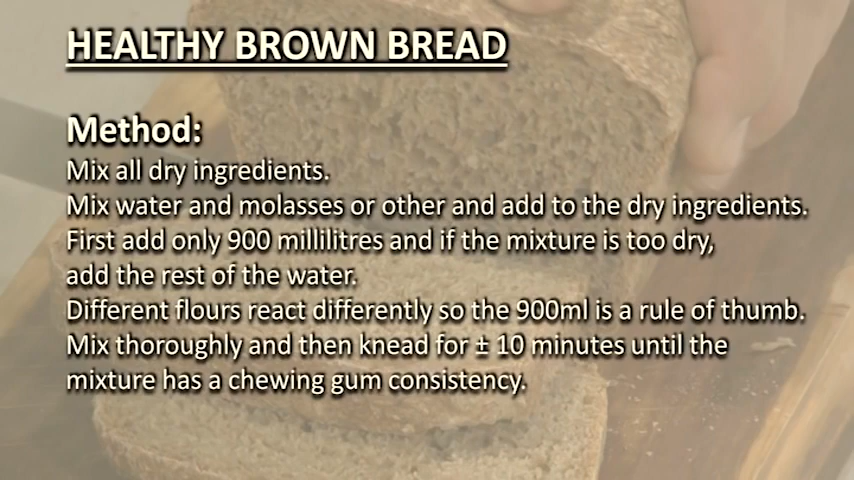 HEALTHY BROWN BREAD
Method:
Mix all dry ingredients.
Mix water and molasses or other and add to the dry ingredients.
First add only 900 millilitres and if the mixture is too dry,
add the rest of the water.
Different flours react differently so the 900ml is a rule of thumb.
Mix thoroughly and then knead for ± 10 minutes until the
mixture has a chewing gum consistency.